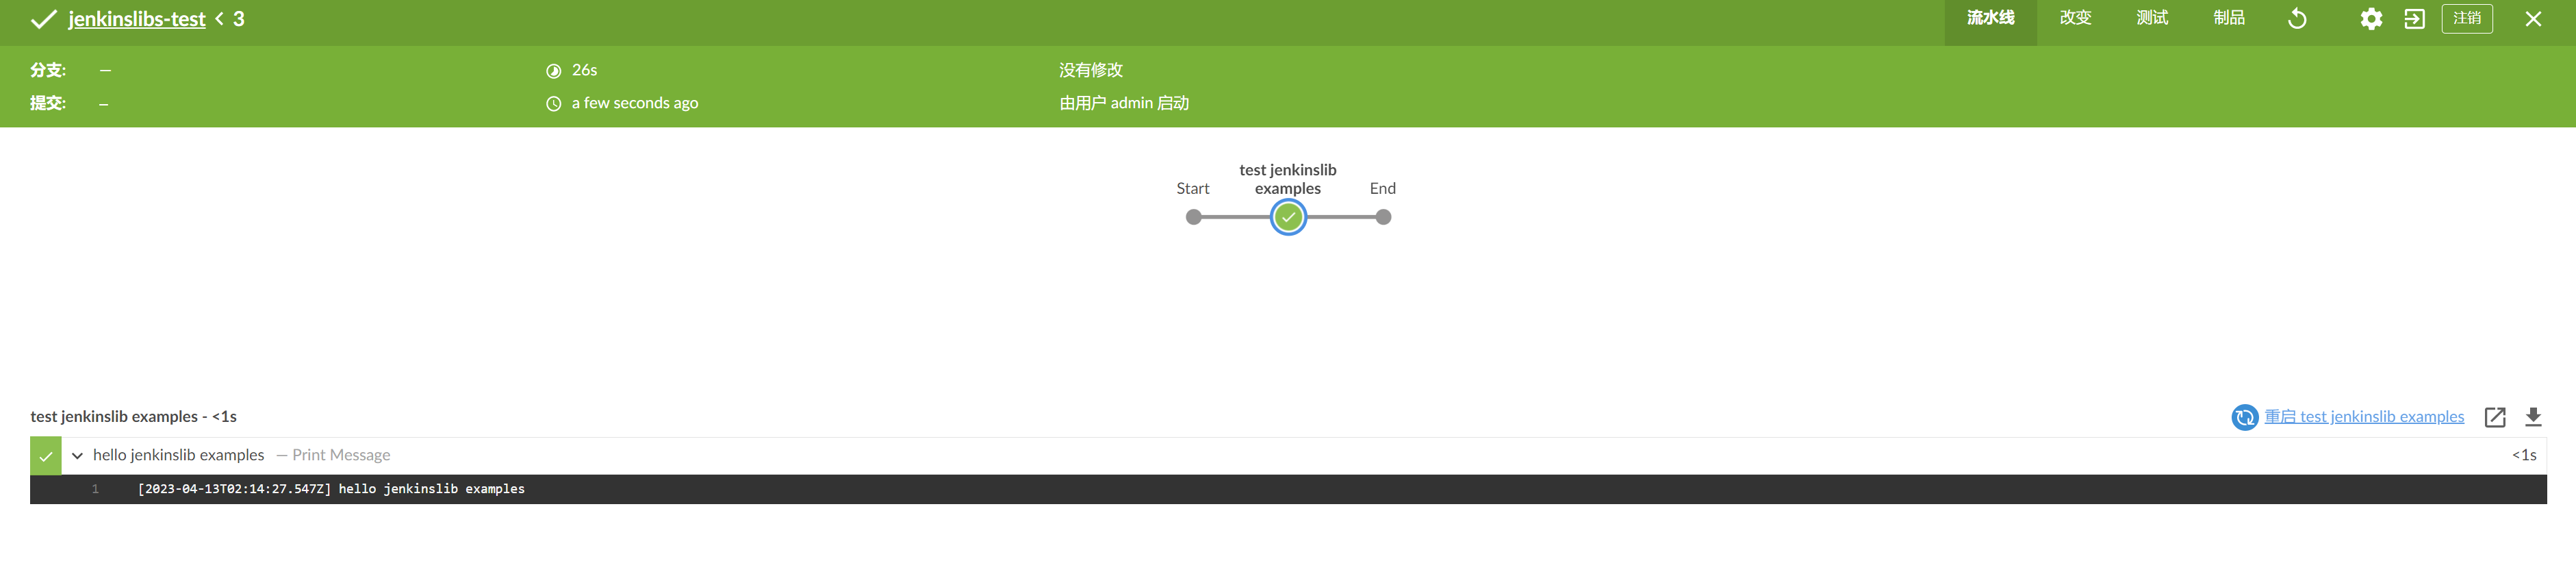 jenkinslibs-test < 3
流水线 改变 测试 制品 注销
分支: — 26s 没有修改
提交: – a few seconds ago 由用户 admin 启动
test jenkinslib
Start examples End
test jenkinslib examples - <1s 重启 test jenkinslib examples
hello jenkinslib examples — Print Message <1s
1 [2023-04-13T02:14:27.547Z] hello jenkinslib examples